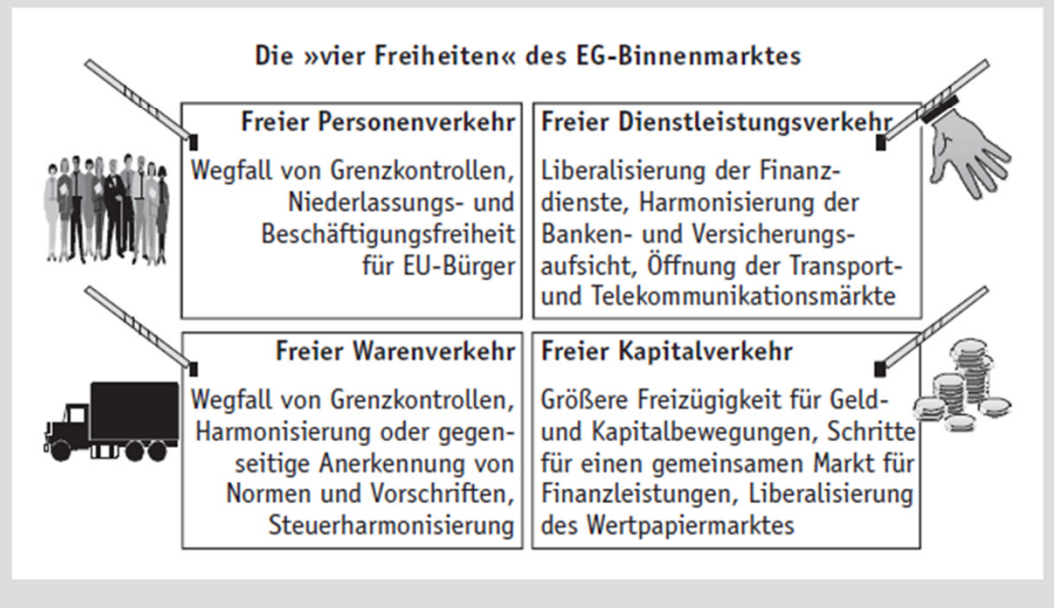 Die »vier Freiheiten« des EG-Binnenmarktes
Freier Personenverkehr
Wegfall von Grenzkontrollen,
Niederlassungs- und
Beschäftigungsfreiheit
für EU-Bürger
Freier Dienstleistungsverkehr
Liberalisierung der Finanz-
dienste, Harmonisierung der
Banken- und Versicherungs-
aufsicht, Öffnung der Transport-
und Telekommunikationsmärkte
Freier Warenverkehr
Wegfall von Grenzkontrollen,
Harmonisierung oder gegen-
seitige Anerkennung von
Normen und Vorschriften,
Steuerharmonisierung
Freier Kapitalverkehr
Größere Freizügigkeit für Geld-
und Kapitalbewegungen, Schritte
für einen gemeinsamen Markt für
Finanzleistungen, Liberalisierung
des Wertpapiermarktes